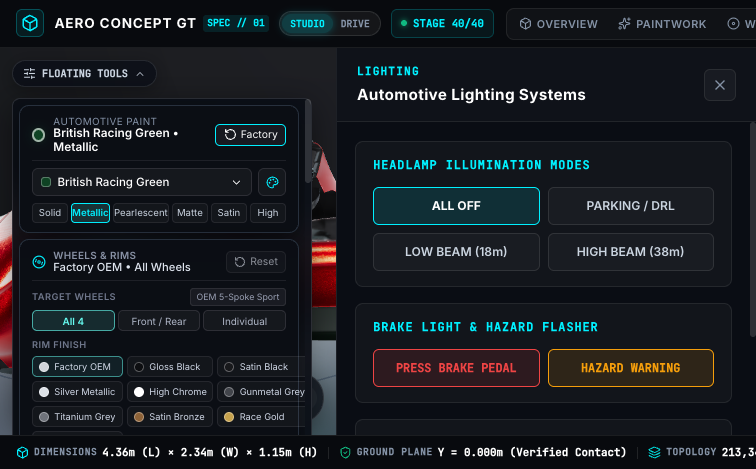 AERO CONCEPT GT SPEC // 01 STUDIO DRIVE STAGE 40/40 OVERVIEW PAINTWORK
FLOATING TOOLS
AUTOMOTIVE PAINT
British Racing Green •
Metallic
Factory
British Racing Green
Solid Metallic Pearlescent Matte Satin High
WHEELS & RIMS
Factory OEM • All Wheels
Reset
TARGET WHEELS OEM 5-Spoke Sport
All 4 Front / Rear Individual
RIM FINISH
Factory OEM Gloss Black Satin Black
Silver Metallic High Chrome Gunmetal Grey
Titanium Grey Satin Bronze Race Gold
LIGHTING
Automotive Lighting Systems
HEADLAMP ILLUMINATION MODES
ALL OFF PARKING / DRL
LOW BEAM (18m) HIGH BEAM (38m)
BRAKE LIGHT & HAZARD FLASHER
PRESS BRAKE PEDAL HAZARD WARNING
DIMENSIONS 4.36m (L) × 2.34m (W) × 1.15m (H) GROUND PLANE Y = 0.000m (Verified Contact) TOPOLOGY